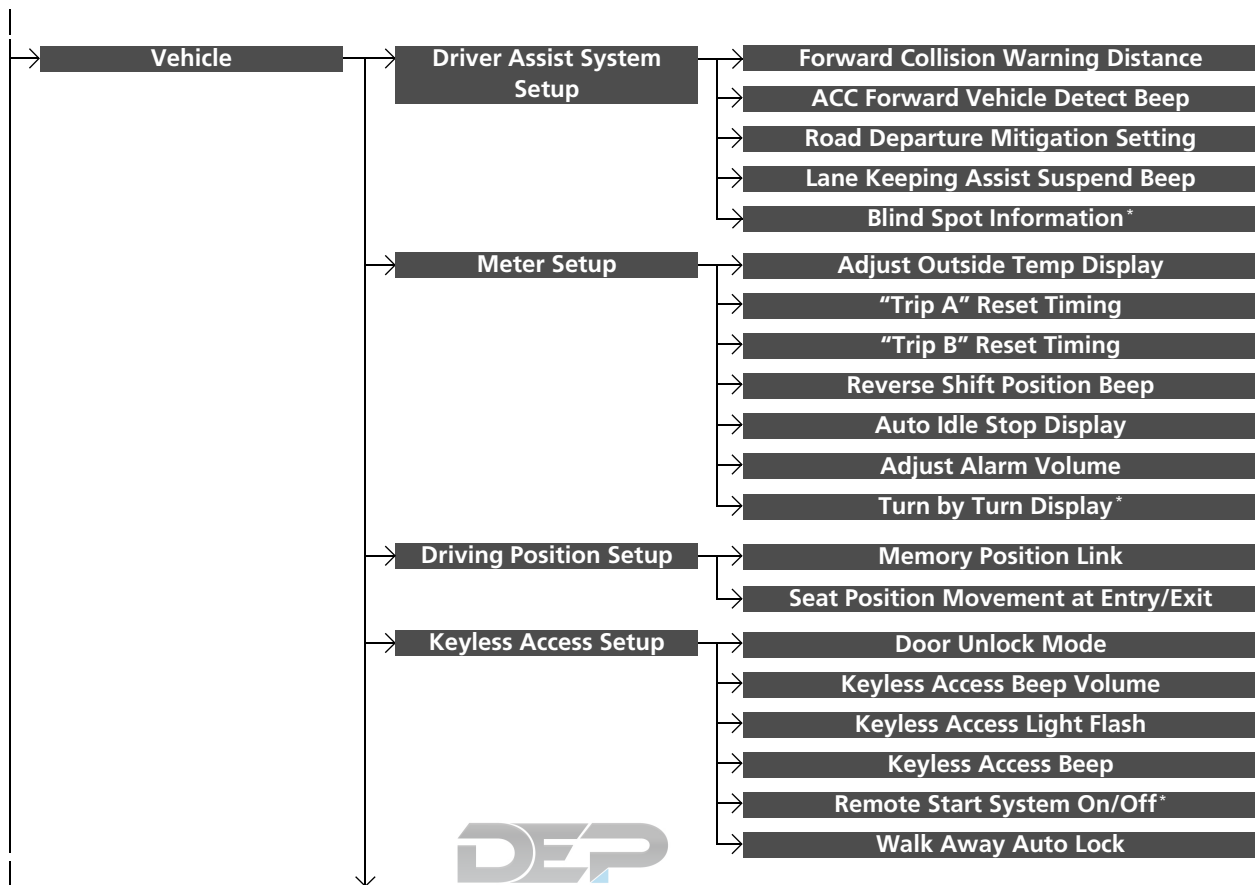 Vehicle
Driver Assist System
Setup
Forward Collision Warning Distance
ACC Forward Vehicle Detect Beep
Road Departure Mitigation Setting
Lane Keeping Assist Suspend Beep
Blind Spot Information*
Meter Setup
Adjust Outside Temp Display
“Trip A” Reset Timing
“Trip B” Reset Timing
Reverse Shift Position Beep
Auto Idle Stop Display
Adjust Alarm Volume
Turn by Turn Display*
Driving Position Setup
Memory Position Link
Seat Position Movement at Entry/Exit
Keyless Access Setup
Door Unlock Mode
Keyless Access Beep Volume
Keyless Access Light Flash
Keyless Access Beep
Remote Start System On/Off*
Walk Away Auto Lock
DEP